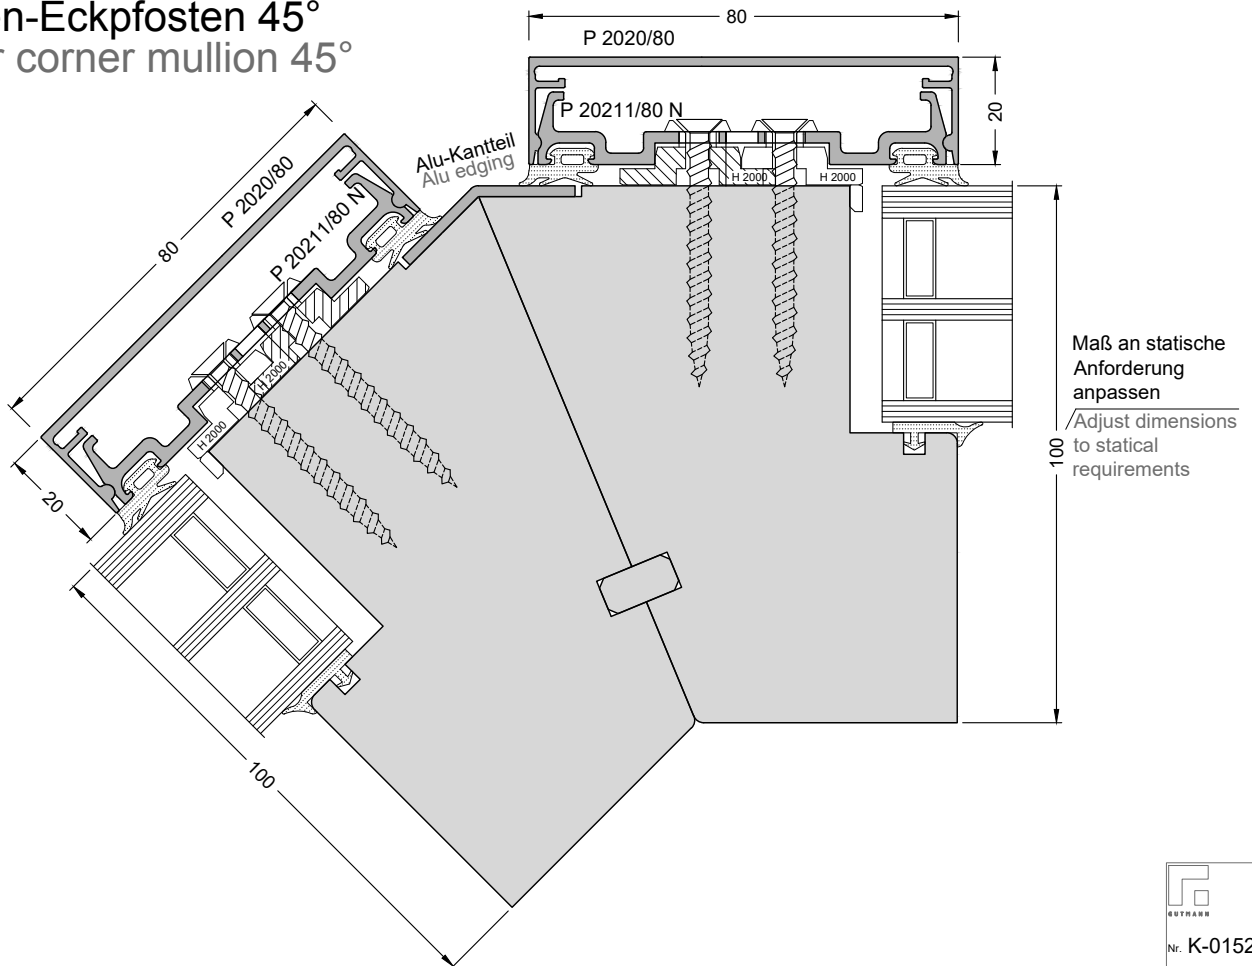 n-Eckpfosten 45°
r corner mullion 45°
80
P 2020/80
20
P 20211/80 N
H 2000
H 2000
Alu-Kantteil
Alu edging
P 2020/80
80
P 20211/80 N
H 2000
H 2000
20
100
Maß an statische
Anforderung
anpassen
Adjust dimensions
to statical
requirements
100
GUTMANN
Nr. K-0152